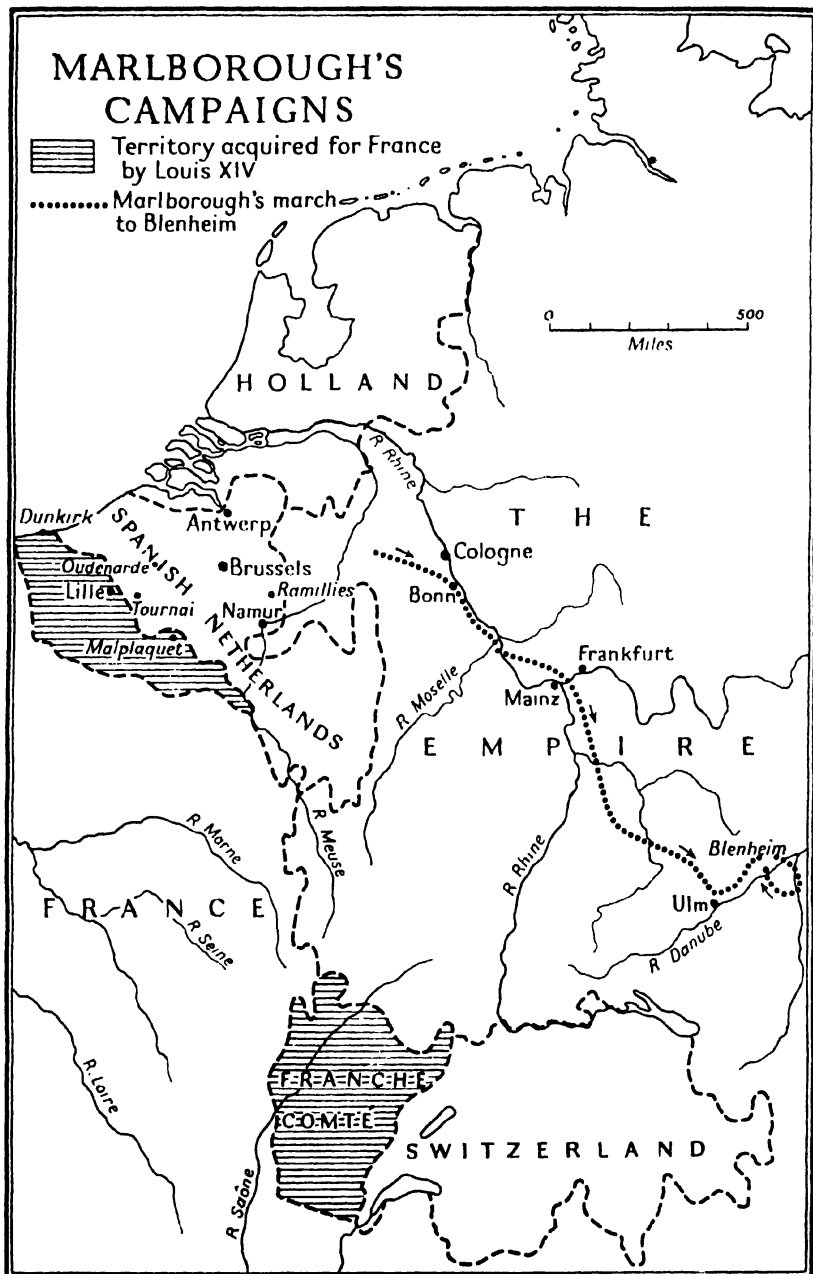 MARLBOROUGH'S
CAMPAIGNS
Territory acquired for France
by Louis XIV
Marlborough's march
to Blenheim
0 500
Miles
HOLLAND
R Rhine
THE
Dunkirk
SPANISH
Antwerp
Cologne
Oudenarde
Brussels
Bonn
Lille
Tournai
Ramillies
Namur
Malplaquet
NETHERLANDS
Frankfurt
Mainz
R Moselle
EMPIRE
R Marne
R Meuse
R Rhine
Blenheim
FRANCE
Ulm
R Seine
R Danube
R. Loire
FRANCHE
COMTÉ
SWITZERLAND
R Saône